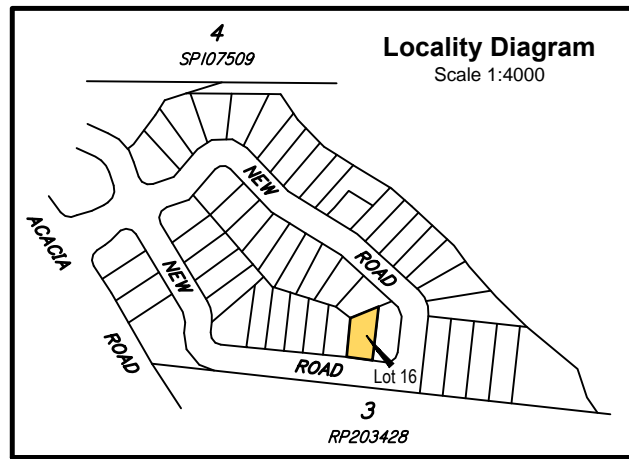 4
SP107509
Locality Diagram
Scale 1:4000
NEW
ROAD
ACACIA
ROAD
NEW
ROAD
Lot 16
3
RP203428